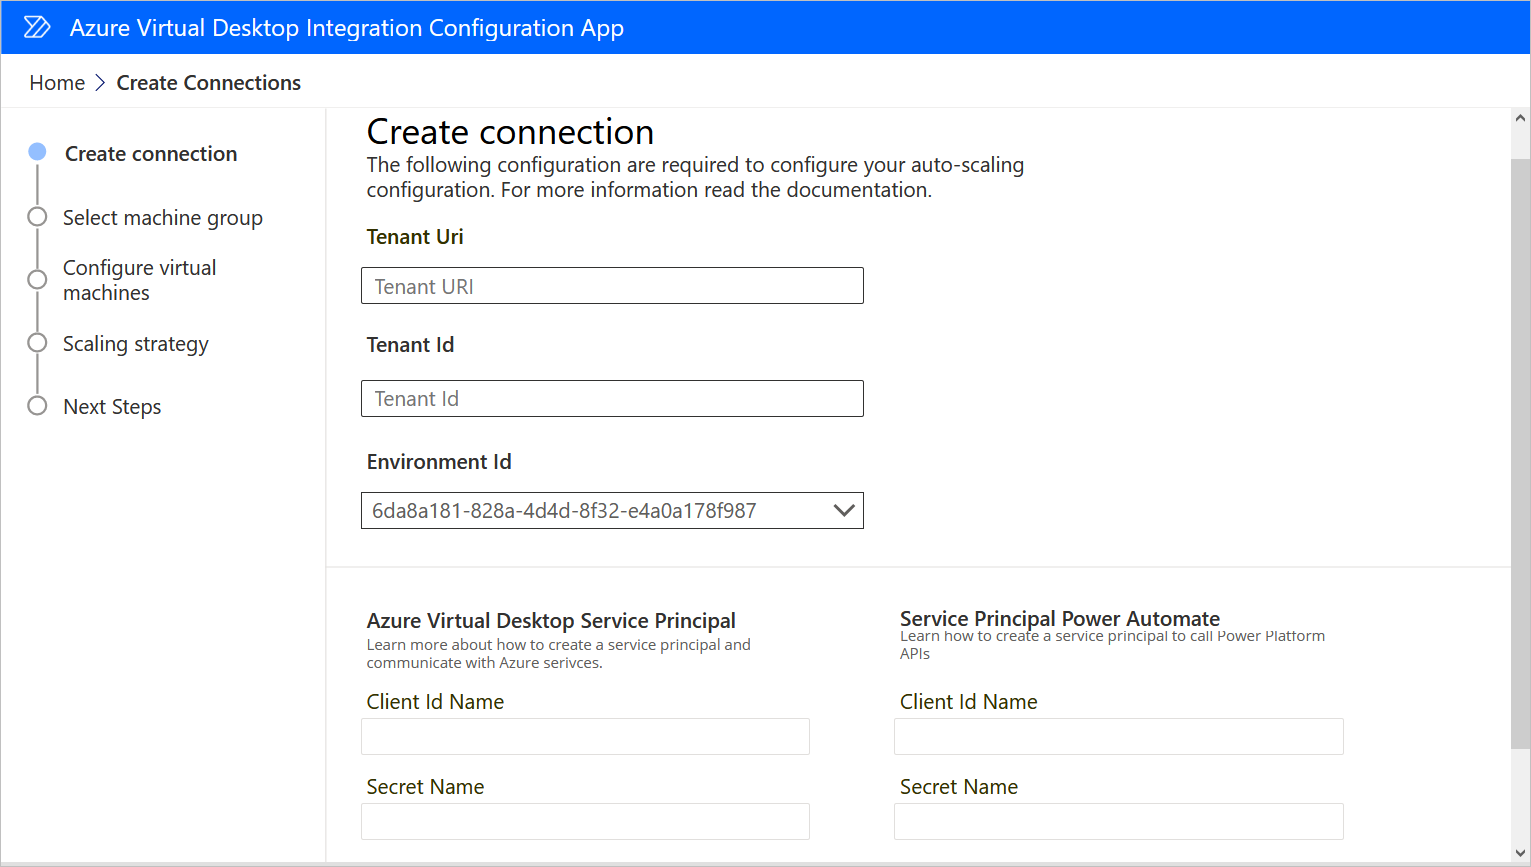 Azure Virtual Desktop Integration Configuration App
Home > Create Connections
Create connection
Select machine group
Configure virtual
machines
Scaling strategy
Next Steps
Create connection
The following configuration are required to configure your auto-scaling
configuration. For more information read the documentation.
Tenant Uri
Tenant URI
Tenant Id
Tenant Id
Environment Id
6da8a181-828a-4d4d-8f32-e4a0a178f987
Azure Virtual Desktop Service Principal
Learn more about how to create a service principal and
communicate with Azure serivces.
Client Id Name
Secret Name
Service Principal Power Automate
Learn how to create a service principal to call Power Platform
APIs
Client Id Name
Secret Name